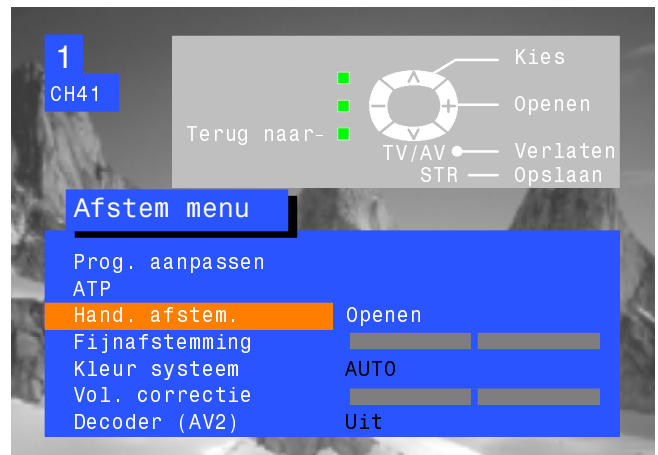 1
CH41
Kies
Openen
Terug naar-
TV/AV Verlaten
STR Opslaan
Afstem menu
Prog. aanpassen
ATP
Hand. afstem. Openen
Fijnafstemming
Kleur systeem AUTO
Vol. correctie
Decoder (AV2) Uit